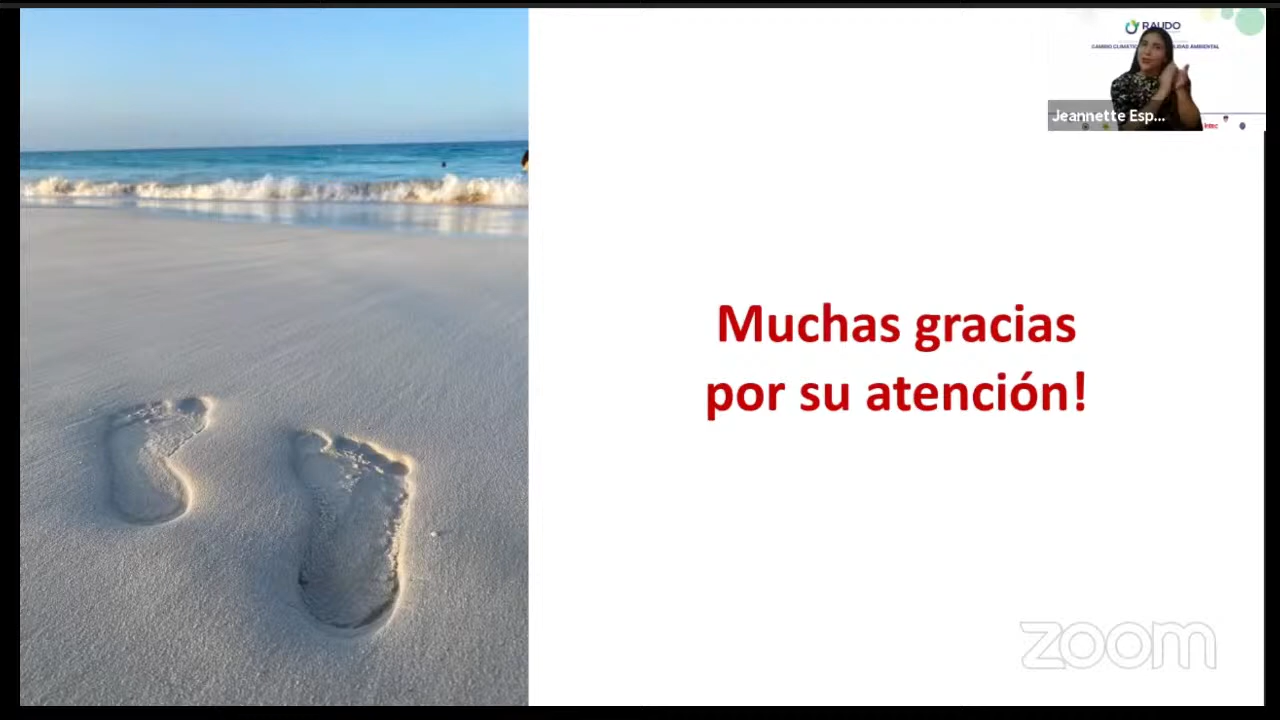 RAUDO
Jeannette Esp...
Muchas gracias
por su atención!
zoom